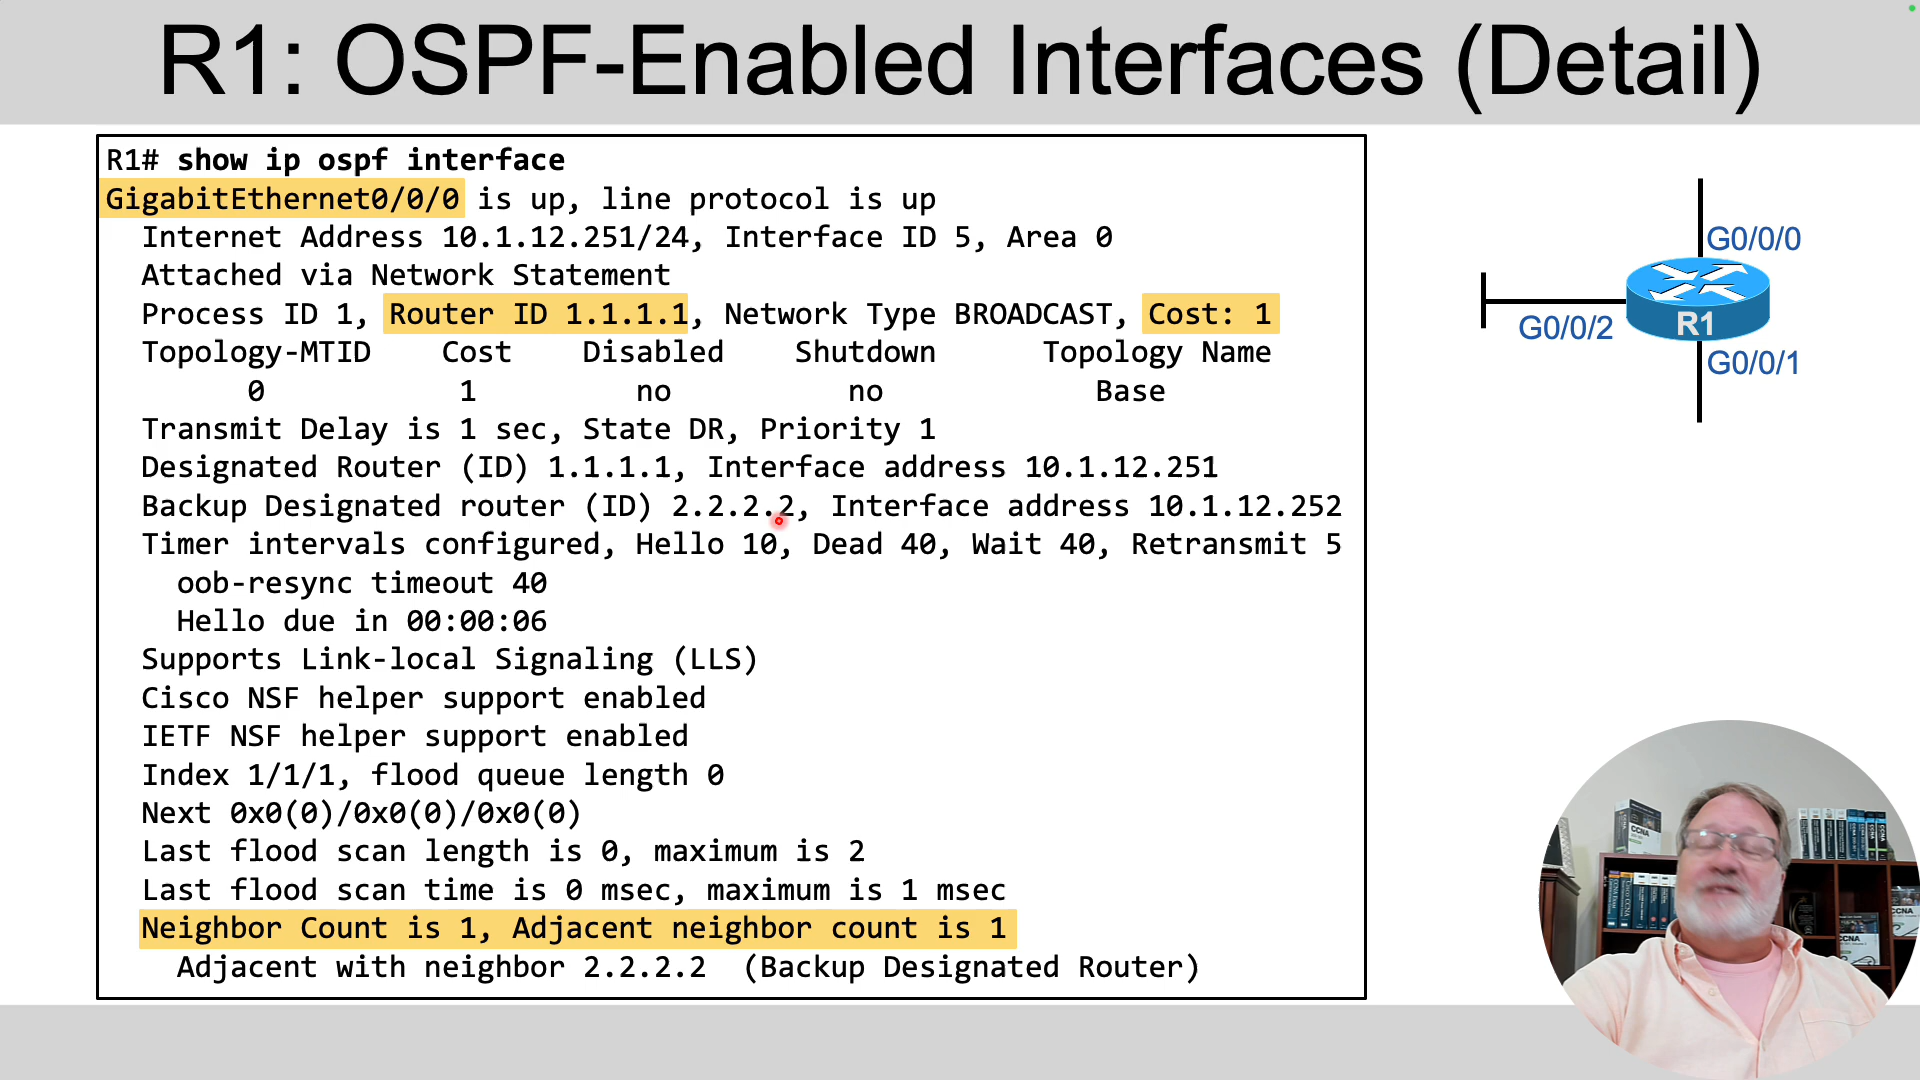 R1: OSPF-Enabled Interfaces (Detail)
R1# show ip ospf interface
GigabitEthernet0/0/0 is up, line protocol is up
Internet Address 10.1.12.251/24, Interface ID 5, Area 0
Attached via Network Statement
Process ID 1, Router ID 1.1.1.1, Network Type BROADCAST, Cost: 1
Topology-MTID Cost Disabled Shutdown Topology Name
0 1 no no Base
Transmit Delay is 1 sec, State DR, Priority 1
Designated Router (ID) 1.1.1.1, Interface address 10.1.12.251
Backup Designated router (ID) 2.2.2.2, Interface address 10.1.12.252
Timer intervals configured, Hello 10, Dead 40, Wait 40, Retransmit 5
oob-resync timeout 40
Hello due in 00:00:06
Supports Link-local Signaling (LLS)
Cisco NSF helper support enabled
IETF NSF helper support enabled
Index 1/1/1, flood queue length 0
Next 0x0(0)/0x0(0)/0x0(0)
Last flood scan length is 0, maximum is 2
Last flood scan time is 0 msec, maximum is 1 msec
Neighbor Count is 1, Adjacent neighbor count is 1
Adjacent with neighbor 2.2.2.2 (Backup Designated Router)
G0/0/0
G0/0/2
R1
G0/0/1
CCNA
CCNA
CCNA